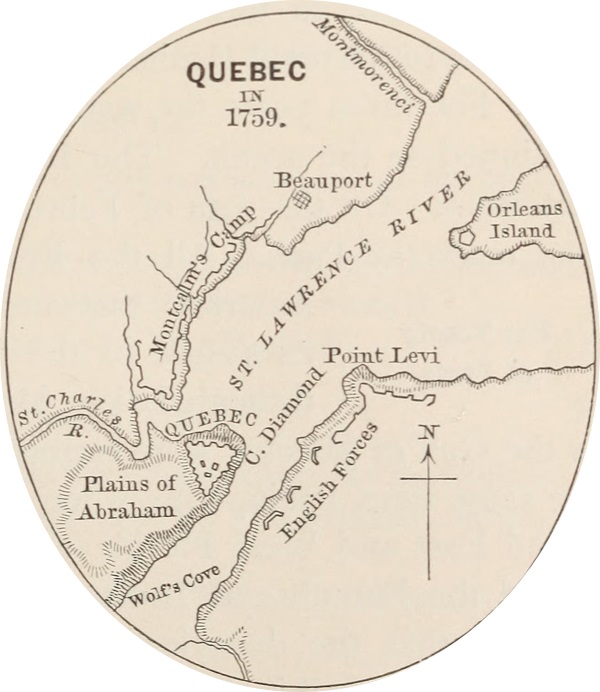 QUEBEC
IN
1759.
Montmorenci
Beauport
Orleans
Island
Montcalm's Camp
ST. LAWRENCE RIVER
Point Levi
St. Charles
R.
QUEBEC
C. Diamond
N
Plains of
Abraham
English Forces
Wolf's Cove